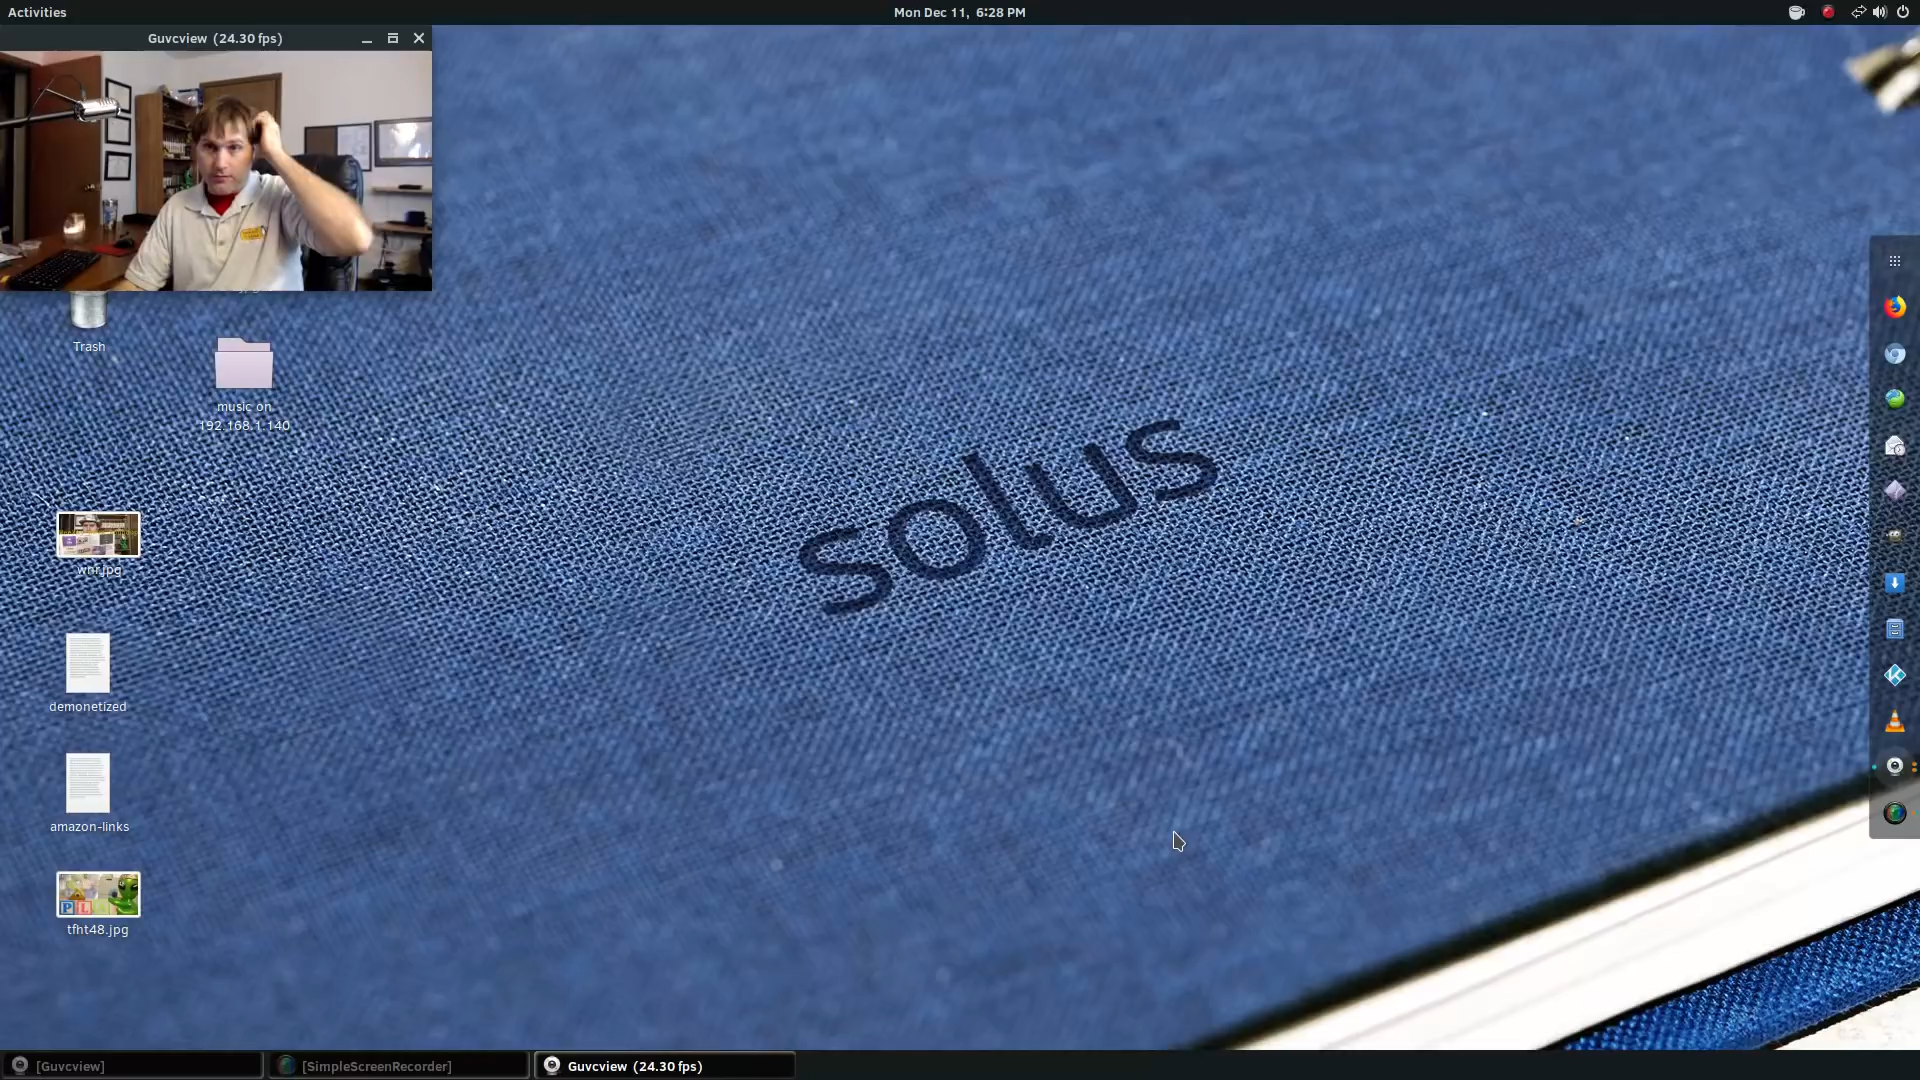 Activities
Mon Dec 11, 6:28 PM
Guvcview (24.30 fps)
Trash
music on
192.168.1.140
solus
wnr.jpg
demonetized
amazon-links
P L
tfht48.jpg
[Guvcview]
[SimpleScreenRecorder]
Guvcview (24.30 fps)